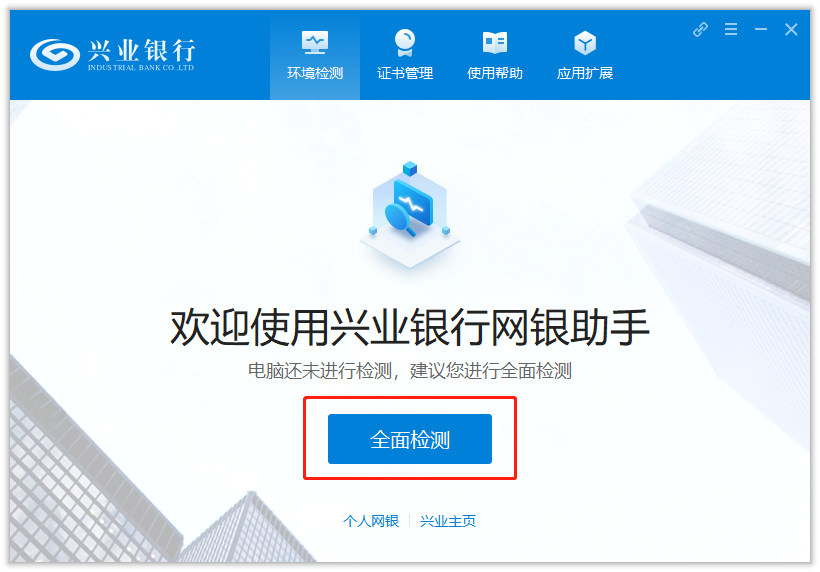 兴业银行
INDUSTRIAL BANK CO.,LTD
环境检测 证书管理 使用帮助 应用扩展
欢迎使用兴业银行网银助手
电脑还未进行检测，建议您进行全面检测
全面检测
个人网银 | 兴业主页